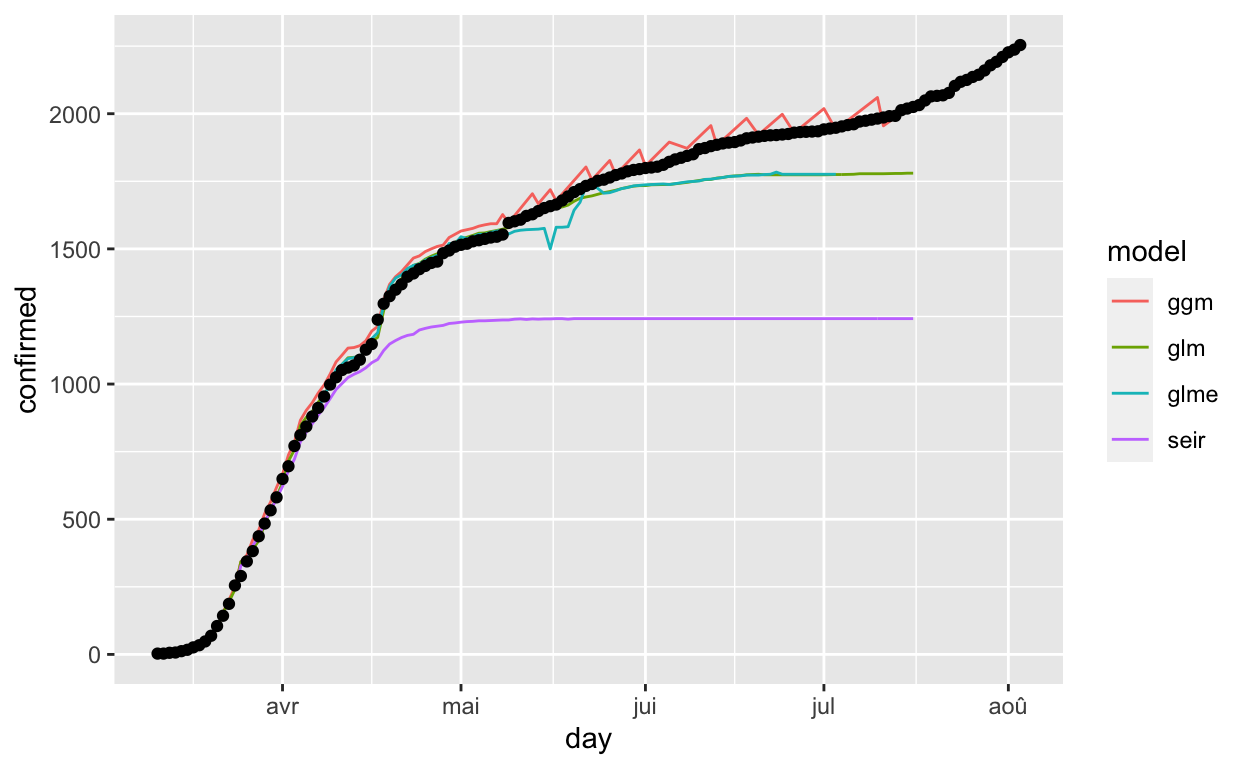 2000
1500
1000
500
0
confirmed
avr mai jui jul aoû
day
model
ggm
glm
glme
seir